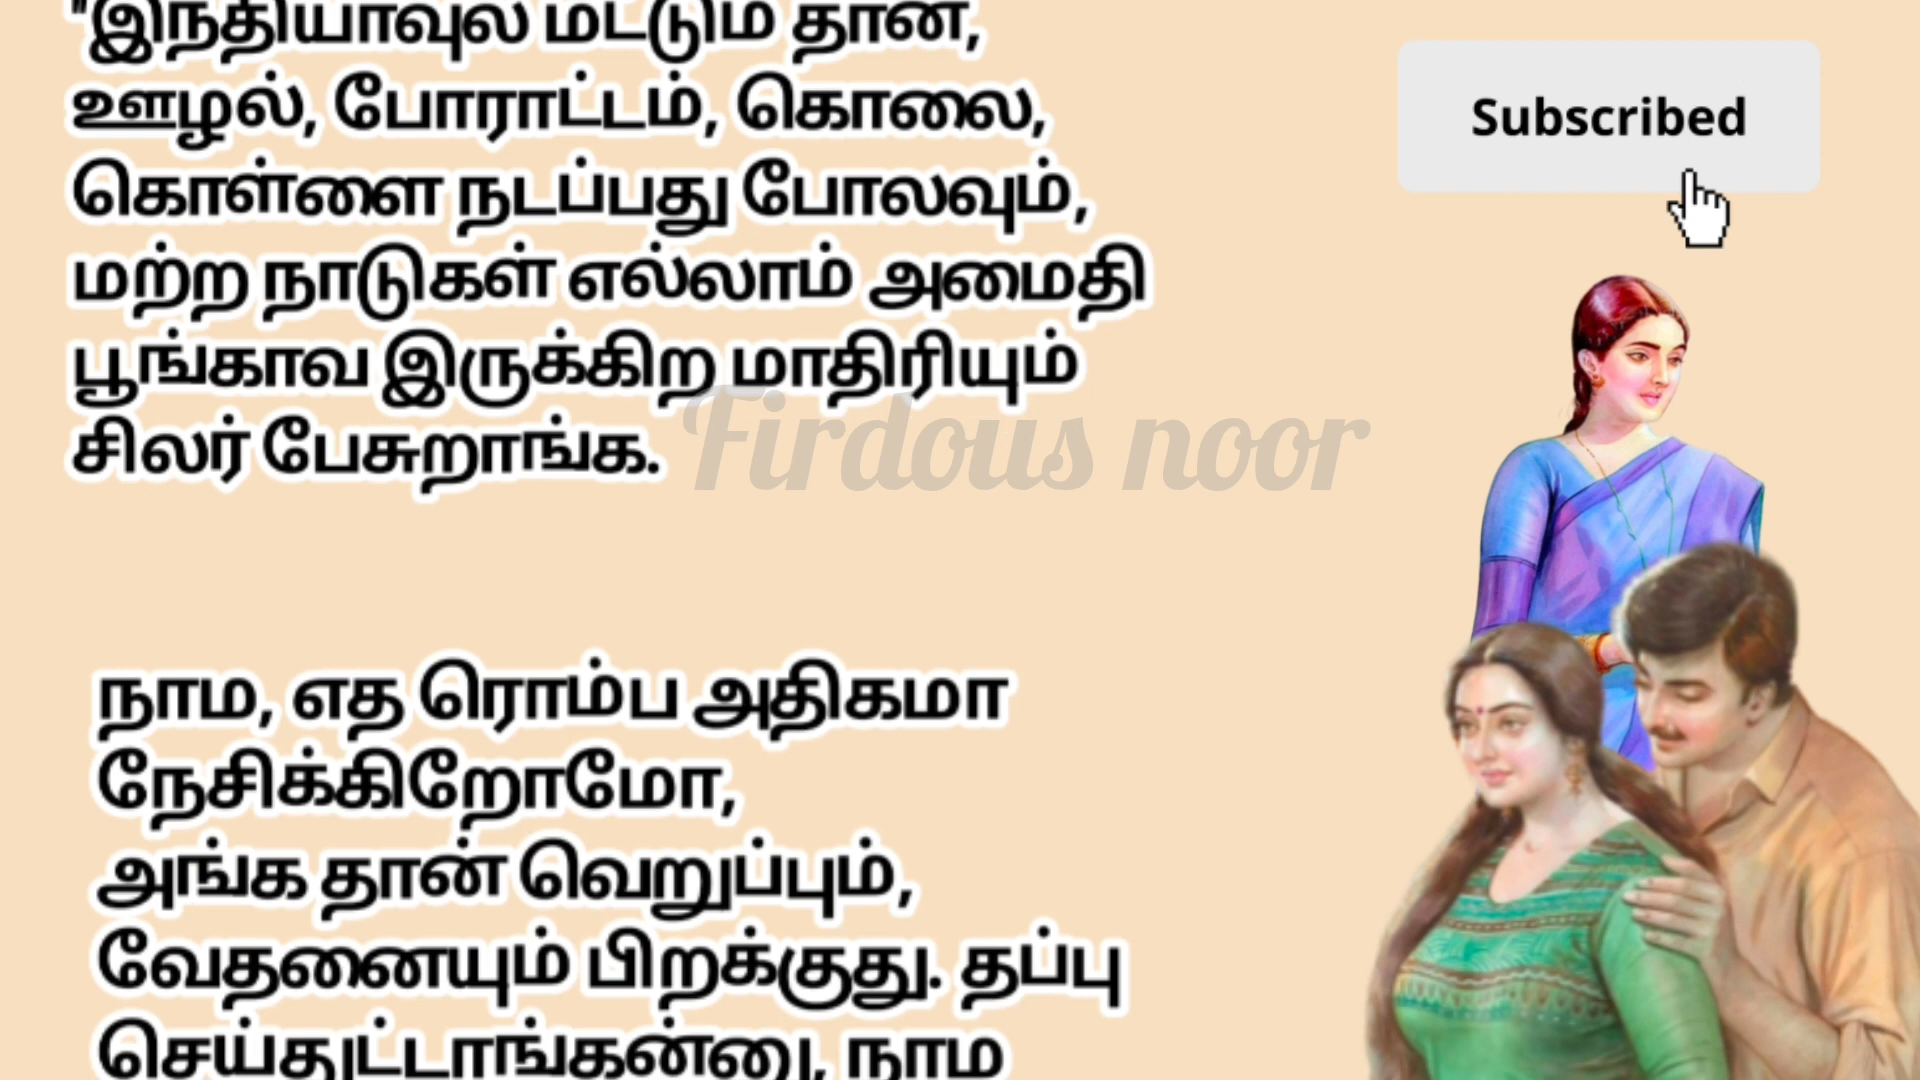 "இந்தியாவுல மட்டும் தான்,
ஊழல், போராட்டம், கொலை,
கொள்ளை நடப்பது போலவும்,
மற்ற நாடுகள் எல்லாம் அமைதி
பூங்காவ இருக்கிற மாதிரியும்
சிலர் பேசுறாங்க.
நாம, எத ரொம்ப அதிகமா
நேசிக்கிறோமோ,
அங்க தான் வெறுப்பும்,
வேதனையும் பிறக்குது. தப்பு
செய்துட்டாங்கன்னு, நாம
Subscribed
Firdous noor